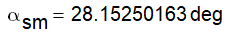 αsm = 28.15250163 deg